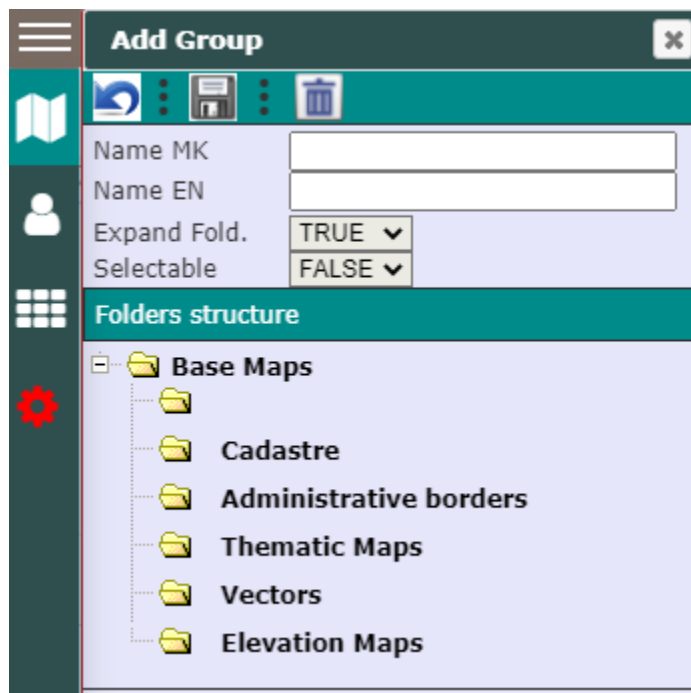 Add Group
Name MK
Name EN
Expand Fold. TRUE
Selectable FALSE
Folders structure
Base Maps
Cadastre
Administrative borders
Thematic Maps
Vectors
Elevation Maps